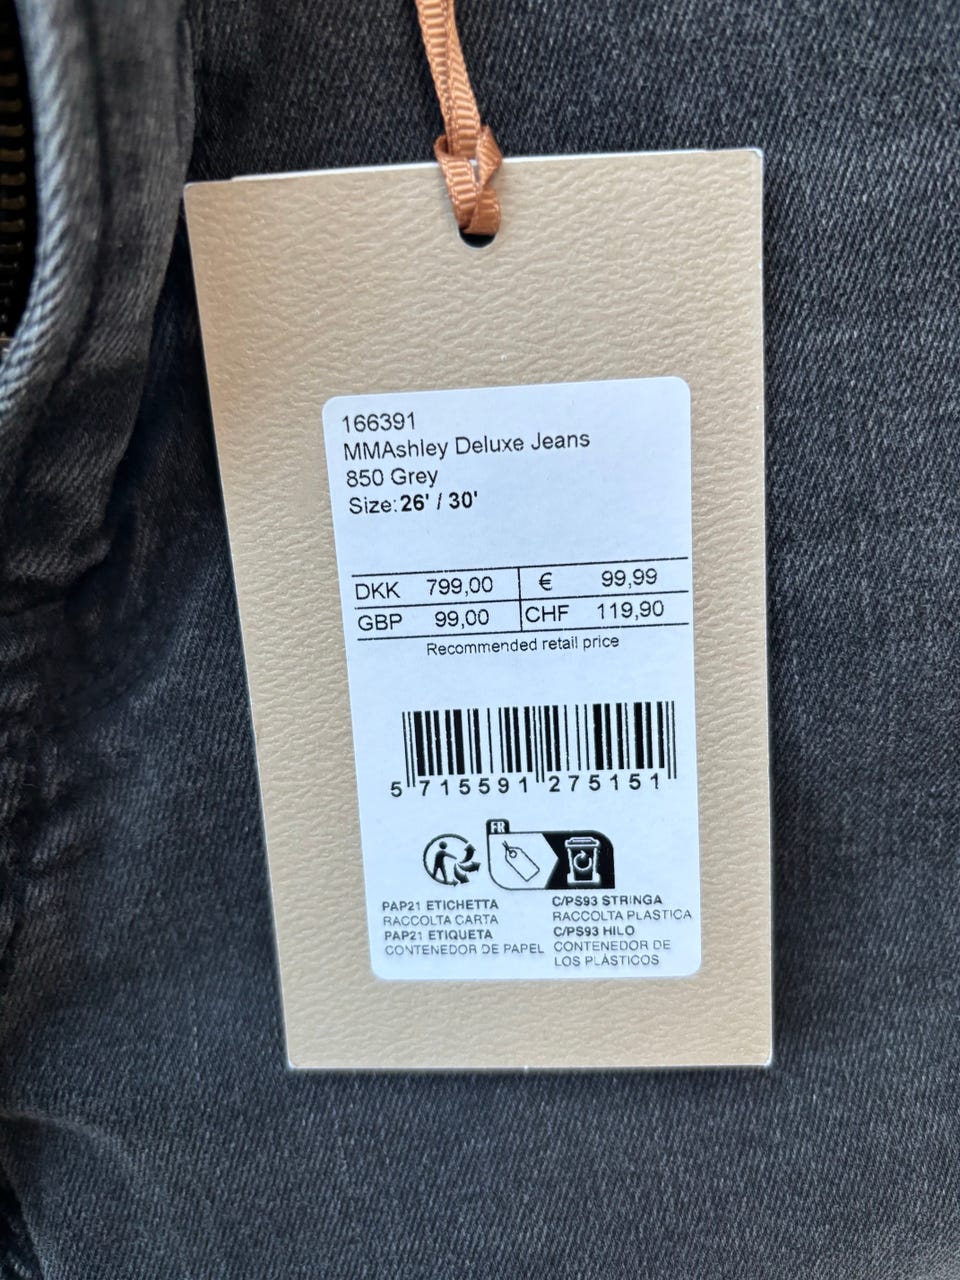 166391
MMAshley Deluxe Jeans
850 Grey
Size: 26' / 30'
DKK 799,00 € 99,99
GBP 99,00 CHF 119,90
Recommended retail price
5 715591 275151
FR
PAP21 ETICHETTA
RACCOLTA CARTA
PAP21 ETIQUETA
CONTENEDOR DE PAPEL
C/PS93 STRINGA
RACCOLTA PLASTICA
C/PS93 HILO
CONTENEDOR DE
LOS PLÁSTICOS